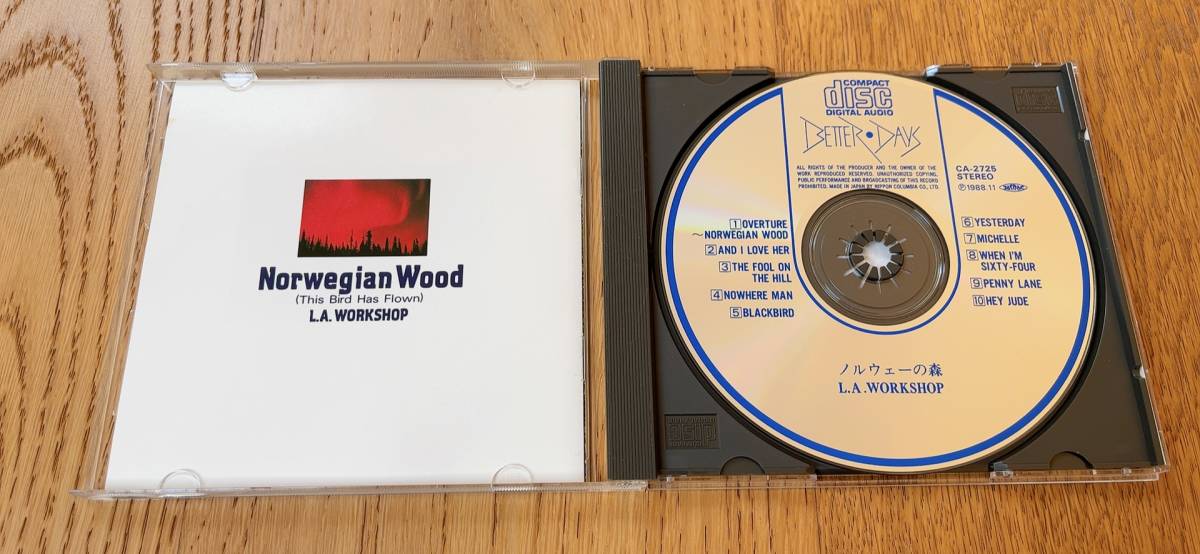 Norwegian Wood
(This Bird Has Flown)
L.A. WORKSHOP
COMPACT
disc
DIGITAL AUDIO
BETTER • DAYS
ALL RIGHTS OF THE PRODUCER AND THE OWNER OF THE
WORK REPRODUCED RESERVED. UNAUTHORIZED COPYING,
PUBLIC PERFORMANCE AND BROADCASTING OF THIS RECORD
PROHIBITED. MADE IN JAPAN BY NIPPON COLUMBIA CO., LTD.
CA-2725
STEREO
Ⓟ1988.11
1 OVERTURE
~NORWEGIAN WOOD
2 AND I LOVE HER
3 THE FOOL ON
THE HILL
4 NOWHERE MAN
5 BLACKBIRD
6 YESTERDAY
7 MICHELLE
8 WHEN I'M
SIXTY-FOUR
9 PENNY LANE
10 HEY JUDE
ノルウェーの森
L.A.WORKSHOP